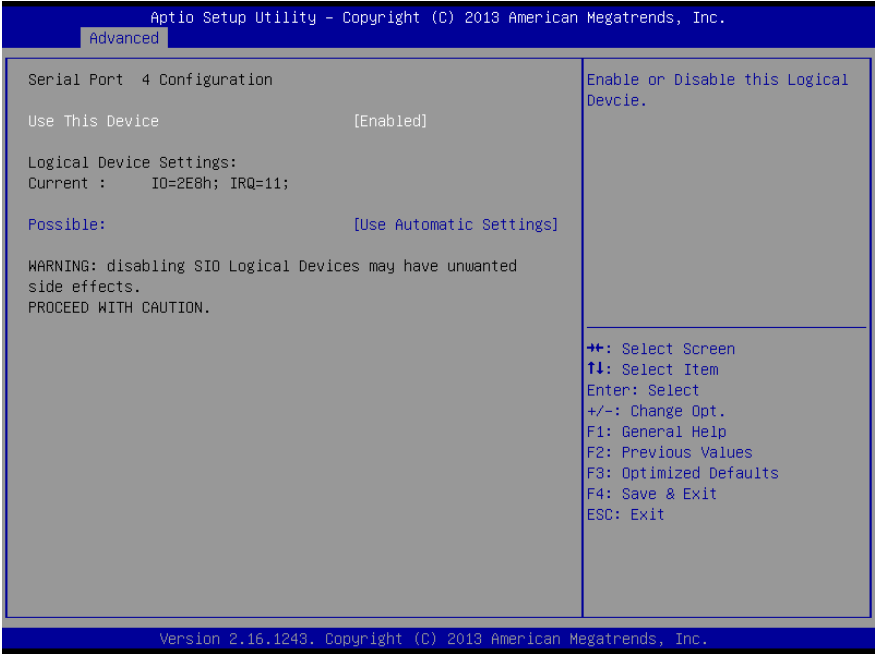 Aptio Setup Utility – Copyright (C) 2013 American Megatrends, Inc.
Advanced
Serial Port  4 Configuration
Use This Device [Enabled]
Logical Device Settings:
Current : IO=2E8h; IRQ=11;
Possible: [Use Automatic Settings]
WARNING: disabling SIO Logical Devices may have unwanted
side effects.
PROCEED WITH CAUTION.
Enable or Disable this Logical
Devcie.
→←: Select Screen
↑↓: Select Item
Enter: Select
+/-: Change Opt.
F1: General Help
F2: Previous Values
F3: Optimized Defaults
F4: Save & Exit
ESC: Exit
Version 2.16.1243. Copyright (C) 2013 American Megatrends, Inc.